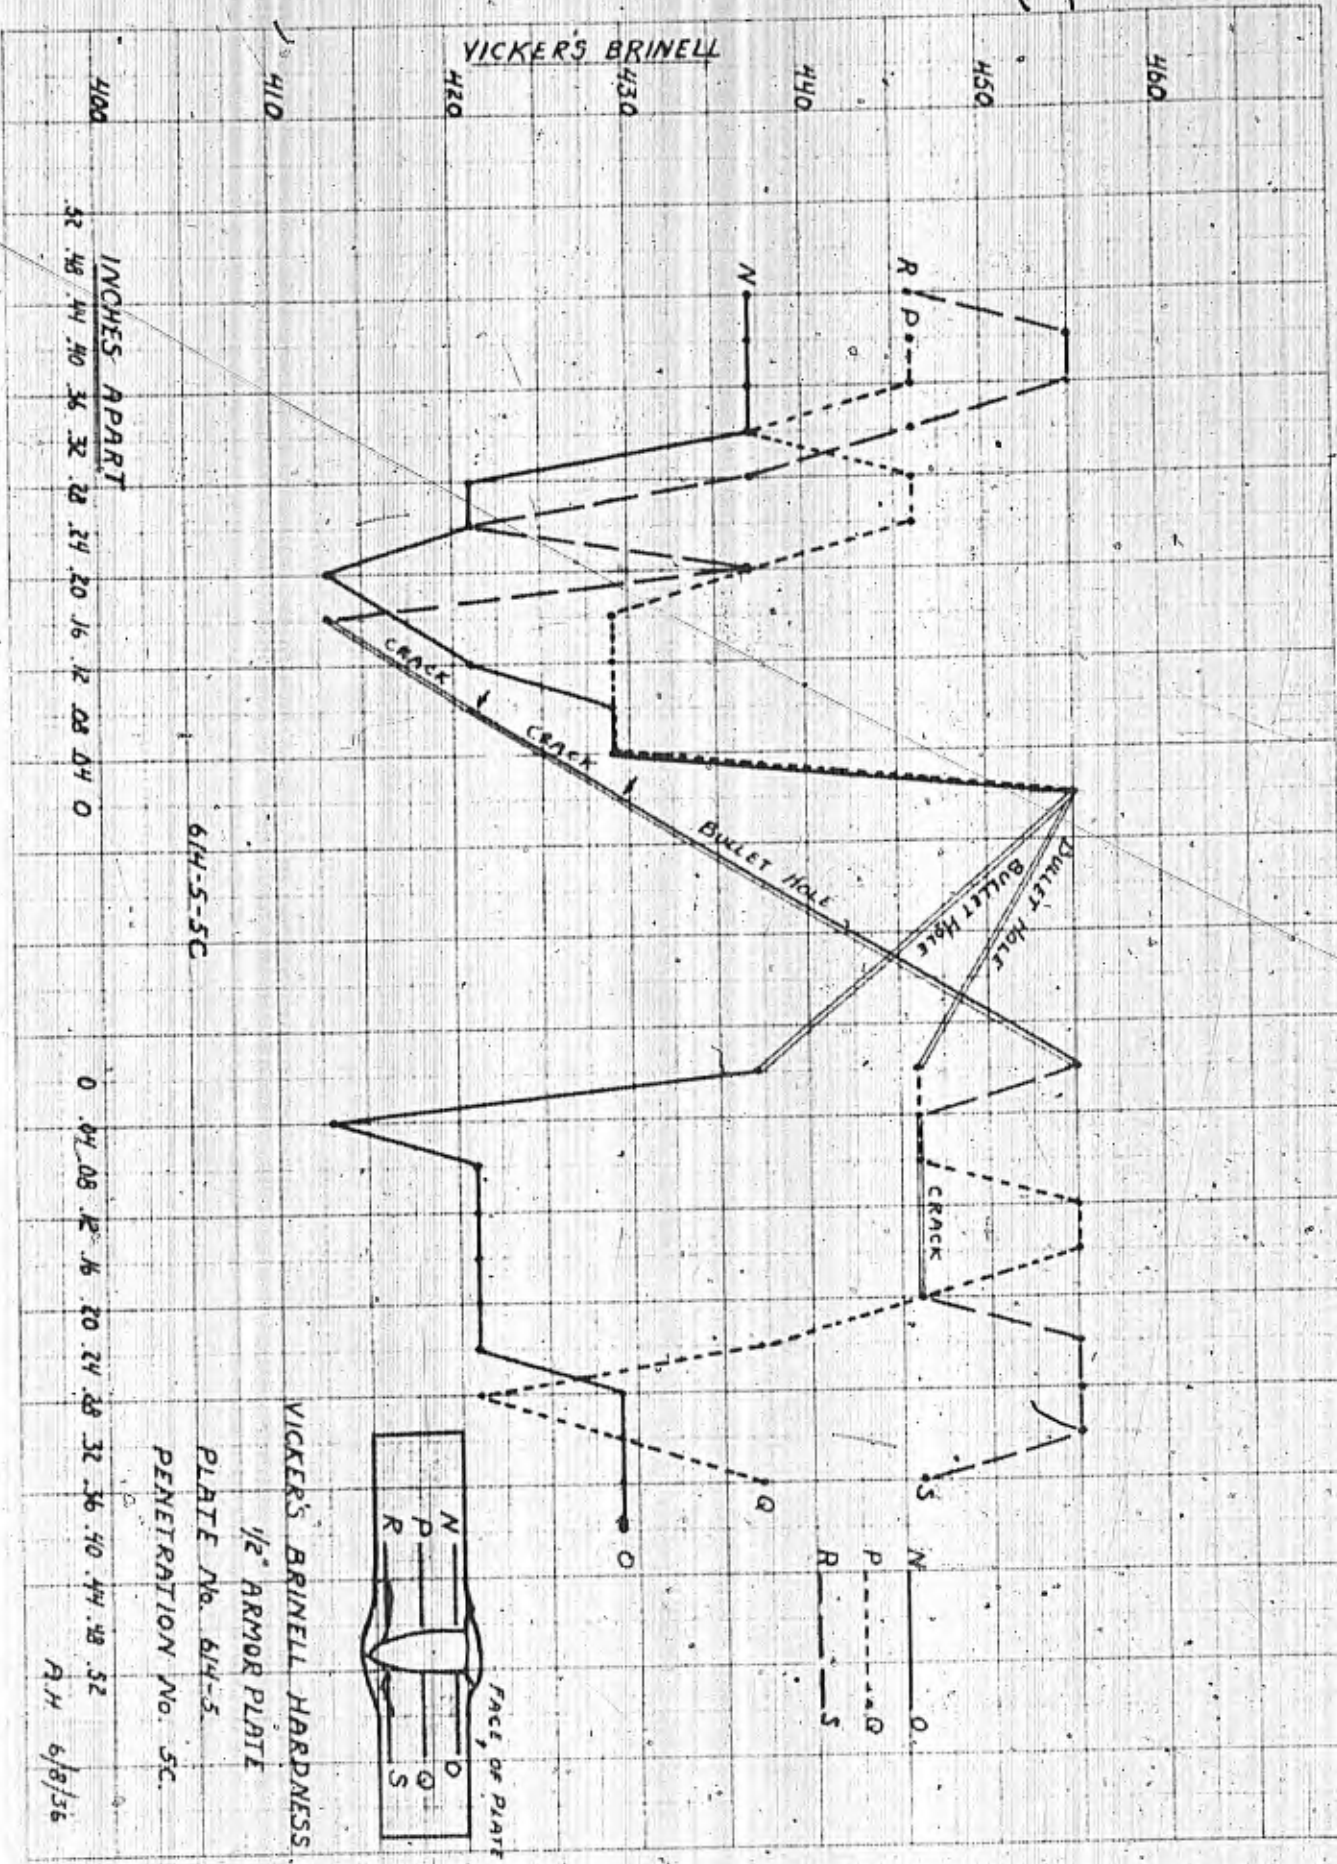 VICKER'S BRINELL
460
450
440
430
420
410
400
R
P
N
CRACK
CRACK
BULLET HOLE
BULLET HOLE
BULLET HOLE
CRACK
S
Q
O
N O
P Q
R S
.52 .48 .44 .40 .36 .32 .28 .24 .20 .16 .12 .08 .04 0
0 .04 .08 .12 .16 .20 .24 .28 .32 .36 .40 .44 .48 .52
INCHES APART
614-5-5C
FACE OF PLATE
N O
P Q
R S
VICKER'S BRINELL HARDNESS
1/2" ARMOR PLATE
PLATE No. 614-5
PENETRATION No. 5C.
A.H 6/8/36